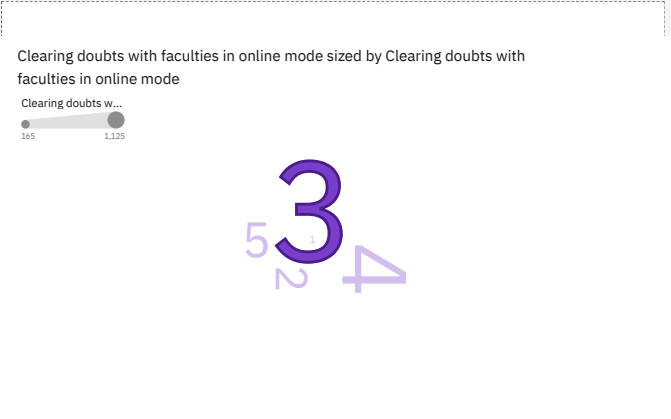 Clearing doubts with faculties in online mode sized by Clearing doubts with
faculties in online mode
Clearing doubts w...
165 1,125
3
5 1
2 4